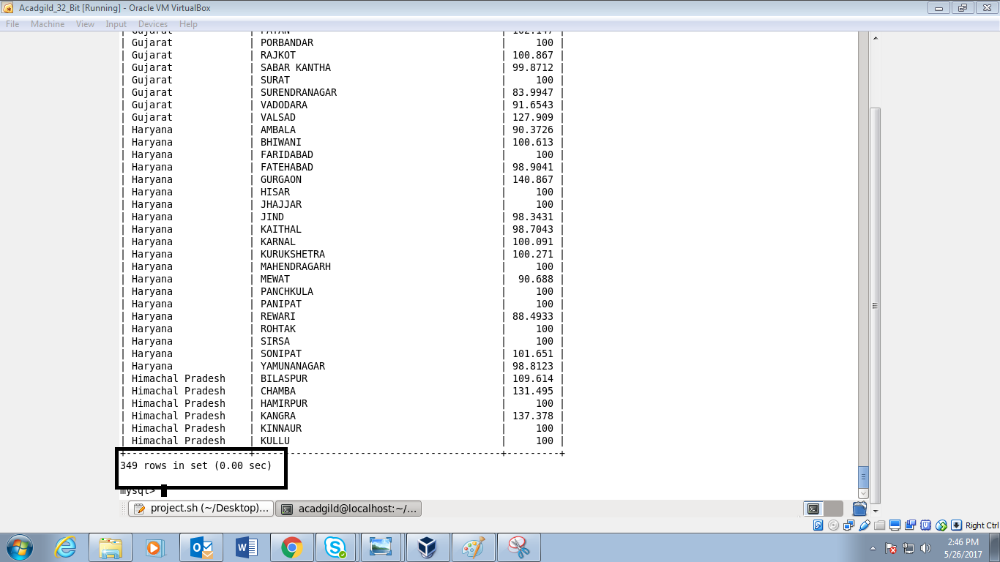 Acadgild_32_Bit [Running] - Oracle VM VirtualBox
File Machine View Input Devices Help
| Gujarat | PATAN | 102.147 |
| Gujarat | PORBANDAR | 100 |
| Gujarat | RAJKOT | 100.867 |
| Gujarat | SABAR KANTHA | 99.8712 |
| Gujarat | SURAT | 100 |
| Gujarat | SURENDRANAGAR | 83.9947 |
| Gujarat | VADODARA | 91.6543 |
| Gujarat | VALSAD | 127.909 |
| Haryana | AMBALA | 90.3726 |
| Haryana | BHIWANI | 100.613 |
| Haryana | FARIDABAD | 100 |
| Haryana | FATEHABAD | 98.9041 |
| Haryana | GURGAON | 140.867 |
| Haryana | HISAR | 100 |
| Haryana | JHAJJAR | 100 |
| Haryana | JIND | 98.3431 |
| Haryana | KAITHAL | 98.7043 |
| Haryana | KARNAL | 100.091 |
| Haryana | KURUKSHETRA | 100.271 |
| Haryana | MAHENDRAGARH | 100 |
| Haryana | MEWAT | 90.688 |
| Haryana | PANCHKULA | 100 |
| Haryana | PANIPAT | 100 |
| Haryana | REWARI | 88.4933 |
| Haryana | ROHTAK | 100 |
| Haryana | SIRSA | 100 |
| Haryana | SONIPAT | 101.651 |
| Haryana | YAMUNANAGAR | 98.8123 |
| Himachal Pradesh | BILASPUR | 109.614 |
| Himachal Pradesh | CHAMBA | 131.495 |
| Himachal Pradesh | HAMIRPUR | 100 |
| Himachal Pradesh | KANGRA | 137.378 |
| Himachal Pradesh | KINNAUR | 100 |
| Himachal Pradesh | KULLU | 100 |
+----------------------+------------------------------------------+---------+
349 rows in set (0.00 sec)
mysql>
project.sh (~/Desktop)... acadgild@localhost:~/...
Right Ctrl
2:46 PM
5/26/2017